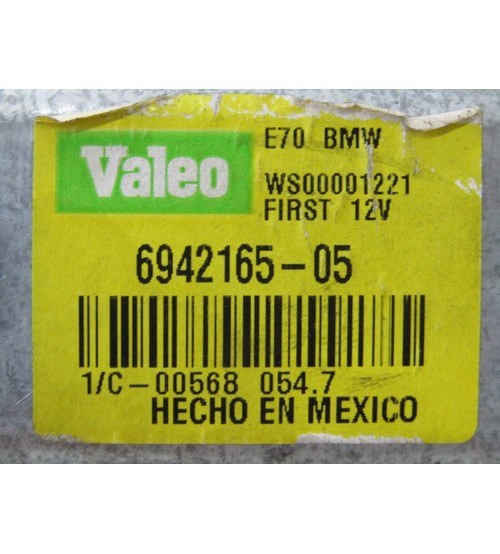 Valeo
E70 BMW
WS00001221
FIRST 12V
6942165-05
1/C-00568 054.7
HECHO EN MEXICO